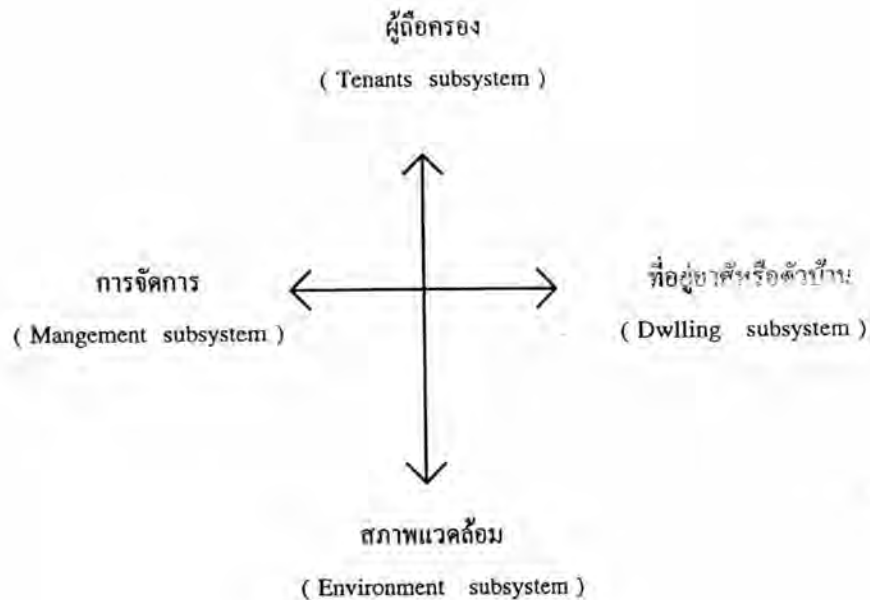 ผู้ถือครอง
( Tenants subsystem )
การจัดการ
( Mangement subsystem )
ที่อยู่อาศัหรือตัวบ้าน
( Dwlling subsystem )
สภาพแวดล้อม
( Environment subsystem )